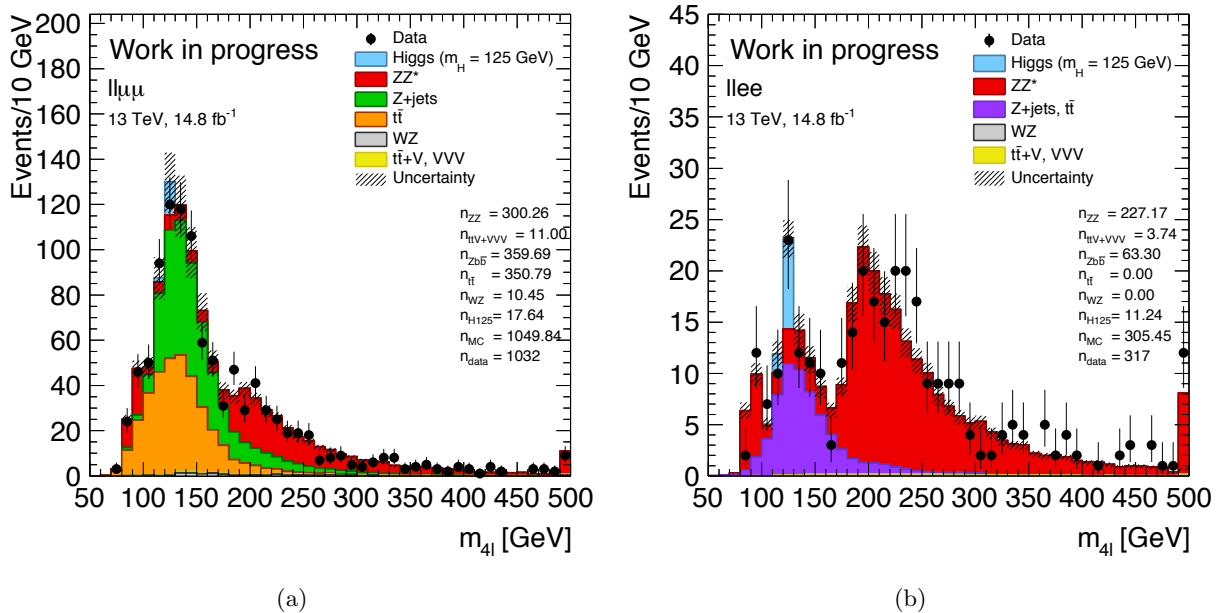 Events/10 GeV
200
180
160
140
120
100
80
60
40
20
0
Work in progress
llμμ
13 TeV, 14.8 fb⁻¹
Data
Higgs (m_H = 125 GeV)
ZZ*
Z+jets
tt̄
WZ
tt̄+V, VVV
Uncertainty
n_ZZ = 300.26
n_ttV+VVV = 11.00
n_Zbb̄ = 359.69
n_tt̄ = 350.79
n_WZ = 10.45
n_H125 = 17.64
n_MC = 1049.84
n_data = 1032
50 100 150 200 250 300 350 400 450 500
m_4l [GeV]
(a)
Events/10 GeV
45
40
35
30
25
20
15
10
5
0
Work in progress
llee
13 TeV, 14.8 fb⁻¹
Data
Higgs (m_H = 125 GeV)
ZZ*
Z+jets, tt̄
WZ
tt̄+V, VVV
Uncertainty
n_ZZ = 227.17
n_ttV+VVV = 3.74
n_Zbb̄ = 63.30
n_tt̄ = 0.00
n_WZ = 0.00
n_H125 = 11.24
n_MC = 305.45
n_data = 317
50 100 150 200 250 300 350 400 450 500
m_4l [GeV]
(b)